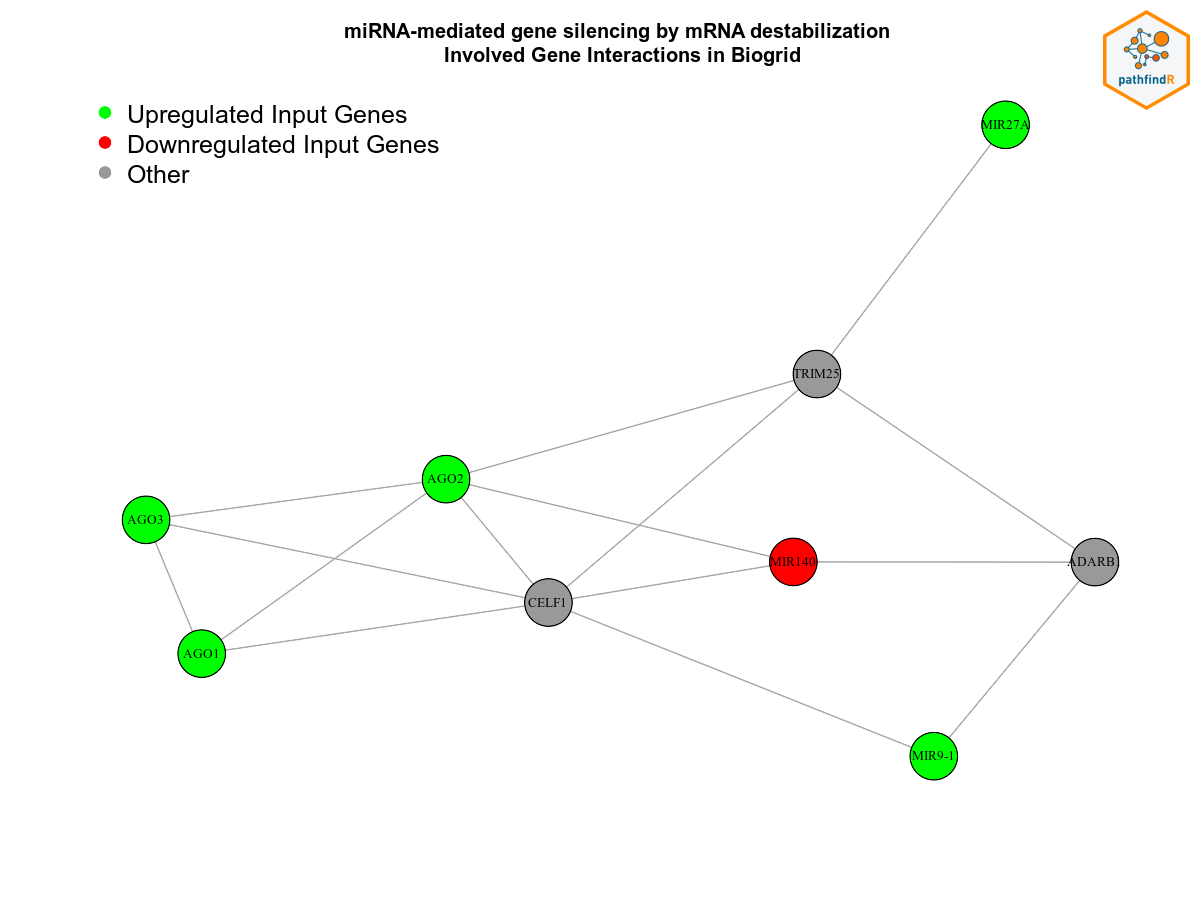 miRNA-mediated gene silencing by mRNA destabilization
Involved Gene Interactions in Biogrid
pathfindR
Upregulated Input Genes
Downregulated Input Genes
Other
MIR27A
TRIM25
AGO2
AGO3
MIR140
ADARB
CELF1
AGO1
MIR9-1